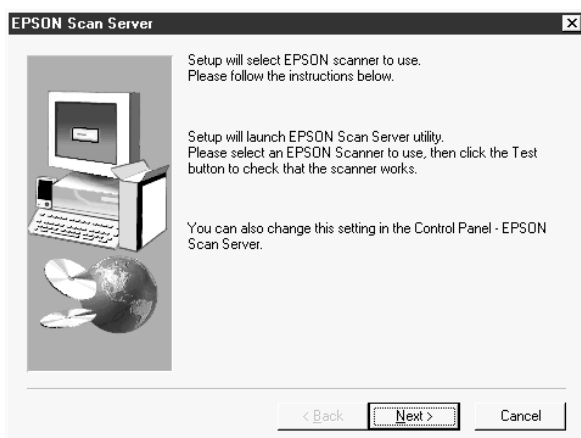 EPSON Scan Server
Setup will select EPSON scanner to use.
Please follow the instructions below.
Setup will launch EPSON Scan Server utility.
Please select an EPSON Scanner to use, then click the Test
button to check that the scanner works.
You can also change this setting in the Control Panel - EPSON
Scan Server.
< Back
Next >
Cancel